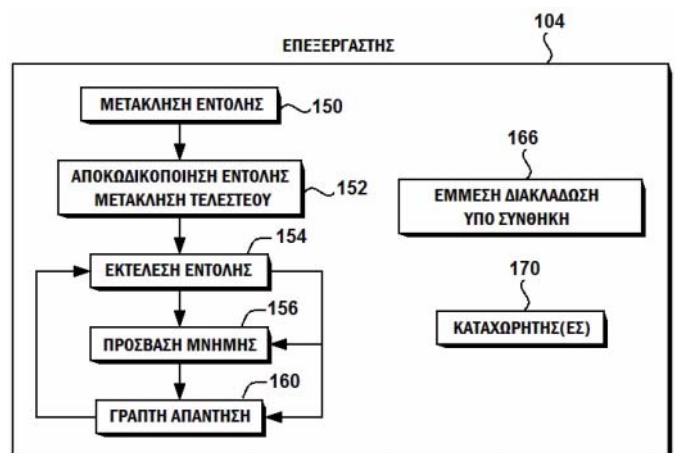 104
ΕΠΕΞΕΡΓΑΣΤΗΣ
ΜΕΤΑΚΛΗΣΗ ΕΝΤΟΛΗΣ
150
ΑΠΟΚΩΔΙΚΟΠΟΙΗΣΗ ΕΝΤΟΛΗΣ
ΜΕΤΑΚΛΗΣΗ ΤΕΛΕΣΤΕΟΥ
152
154
ΕΚΤΕΛΕΣΗ ΕΝΤΟΛΗΣ
156
ΠΡΟΣΒΑΣΗ ΜΝΗΜΗΣ
160
ΓΡΑΠΤΗ ΑΠΑΝΤΗΣΗ
166
ΕΜΜΕΣΗ ΔΙΑΚΛΑΔΩΣΗ
ΥΠΟ ΣΥΝΘΗΚΗ
170
ΚΑΤΑΧΩΡΗΤΗΣ(ΕΣ)